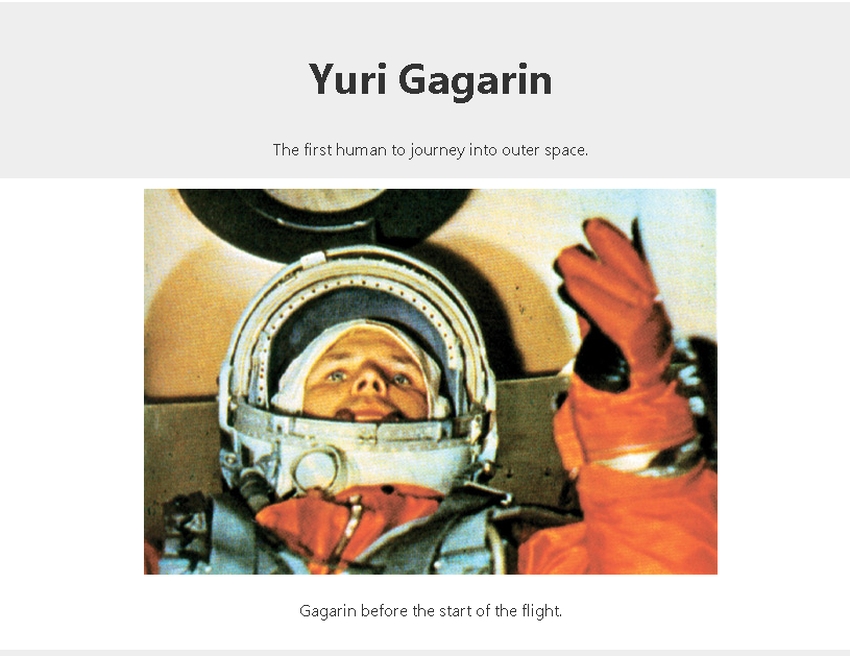 Yuri Gagarin
The first human to journey into outer space.
Gagarin before the start of the flight.